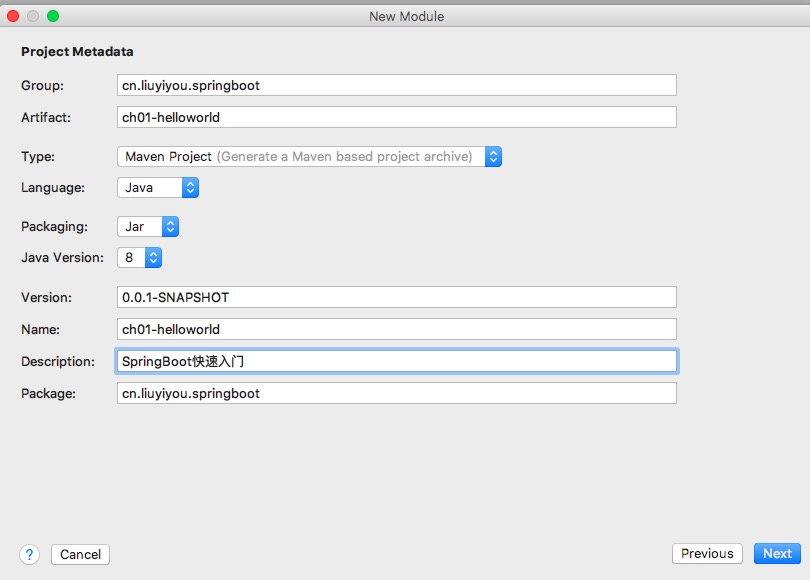 New Module
Project Metadata
Group: cn.liuyiyou.springboot
Artifact: ch01-helloworld
Type: Maven Project (Generate a Maven based project archive)
Language: Java
Packaging: Jar
Java Version: 8
Version: 0.0.1-SNAPSHOT
Name: ch01-helloworld
Description: SpringBoot快速入门
Package: cn.liuyiyou.springboot
? Cancel Previous Next